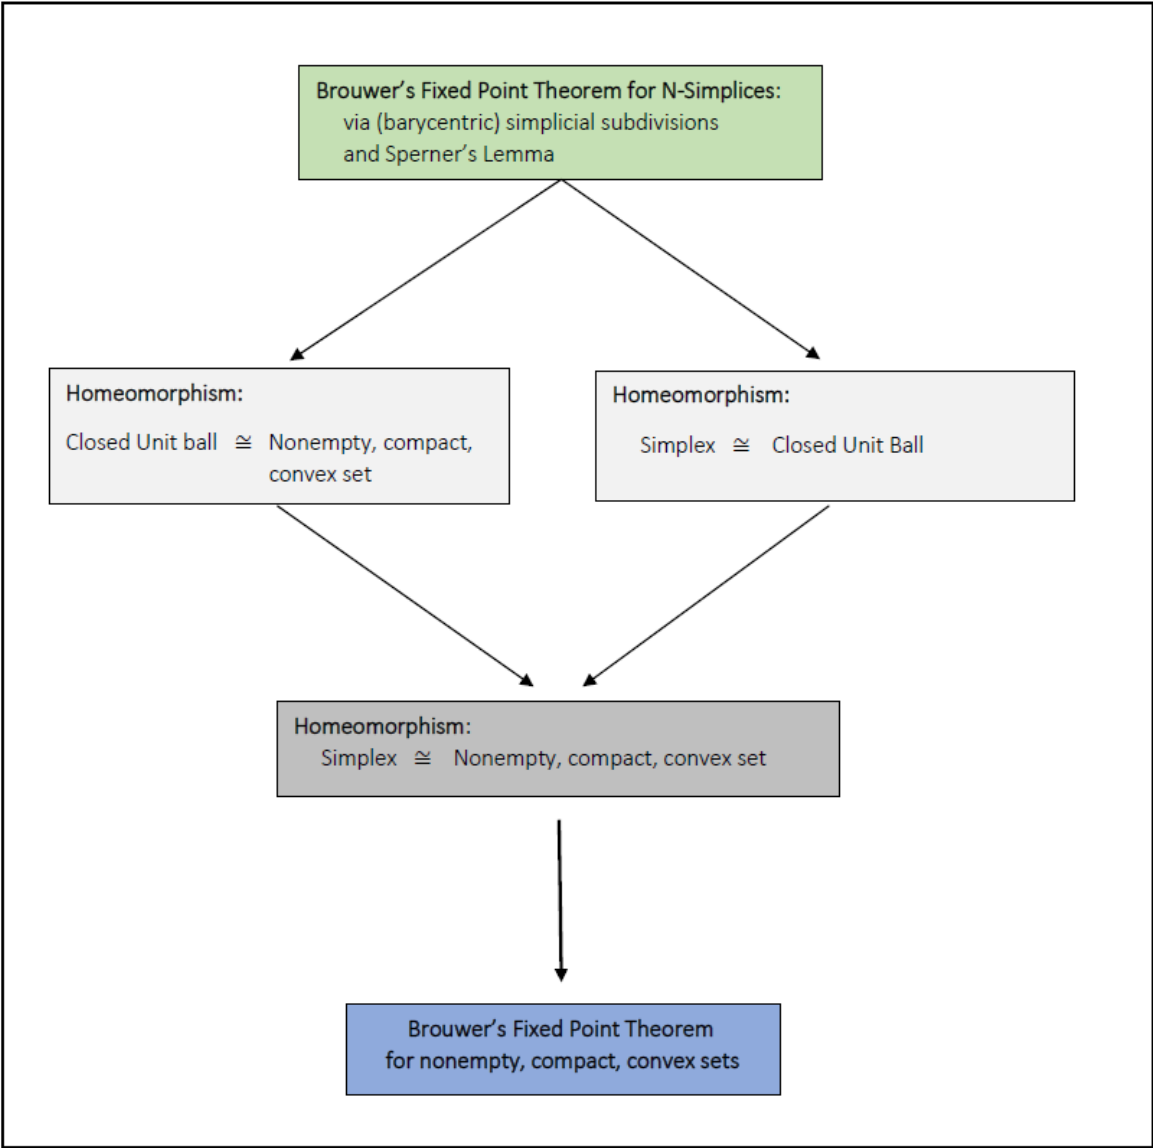 Brouwer’s Fixed Point Theorem for N-Simplices:
via (barycentric) simplicial subdivisions
and Sperner’s Lemma
Homeomorphism:
Closed Unit ball ≅ Nonempty, compact,
convex set
Homeomorphism:
Simplex ≅ Closed Unit Ball
Homeomorphism:
Simplex ≅ Nonempty, compact, convex set
Brouwer’s Fixed Point Theorem
for nonempty, compact, convex sets